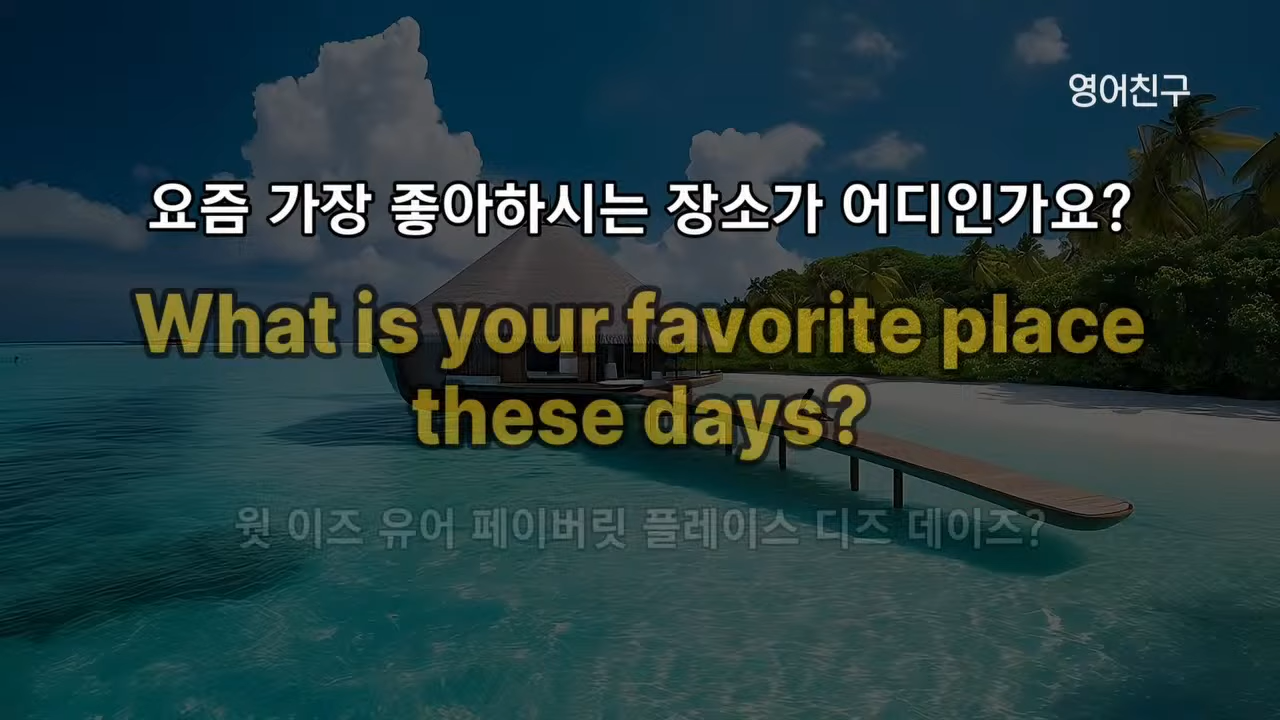 영어친구
요즘 가장 좋아하시는 장소가 어디인가요?
What is your favorite place
these days?
윗 이즈 유어 페이버릿 플레이스 디즈 데이즈?